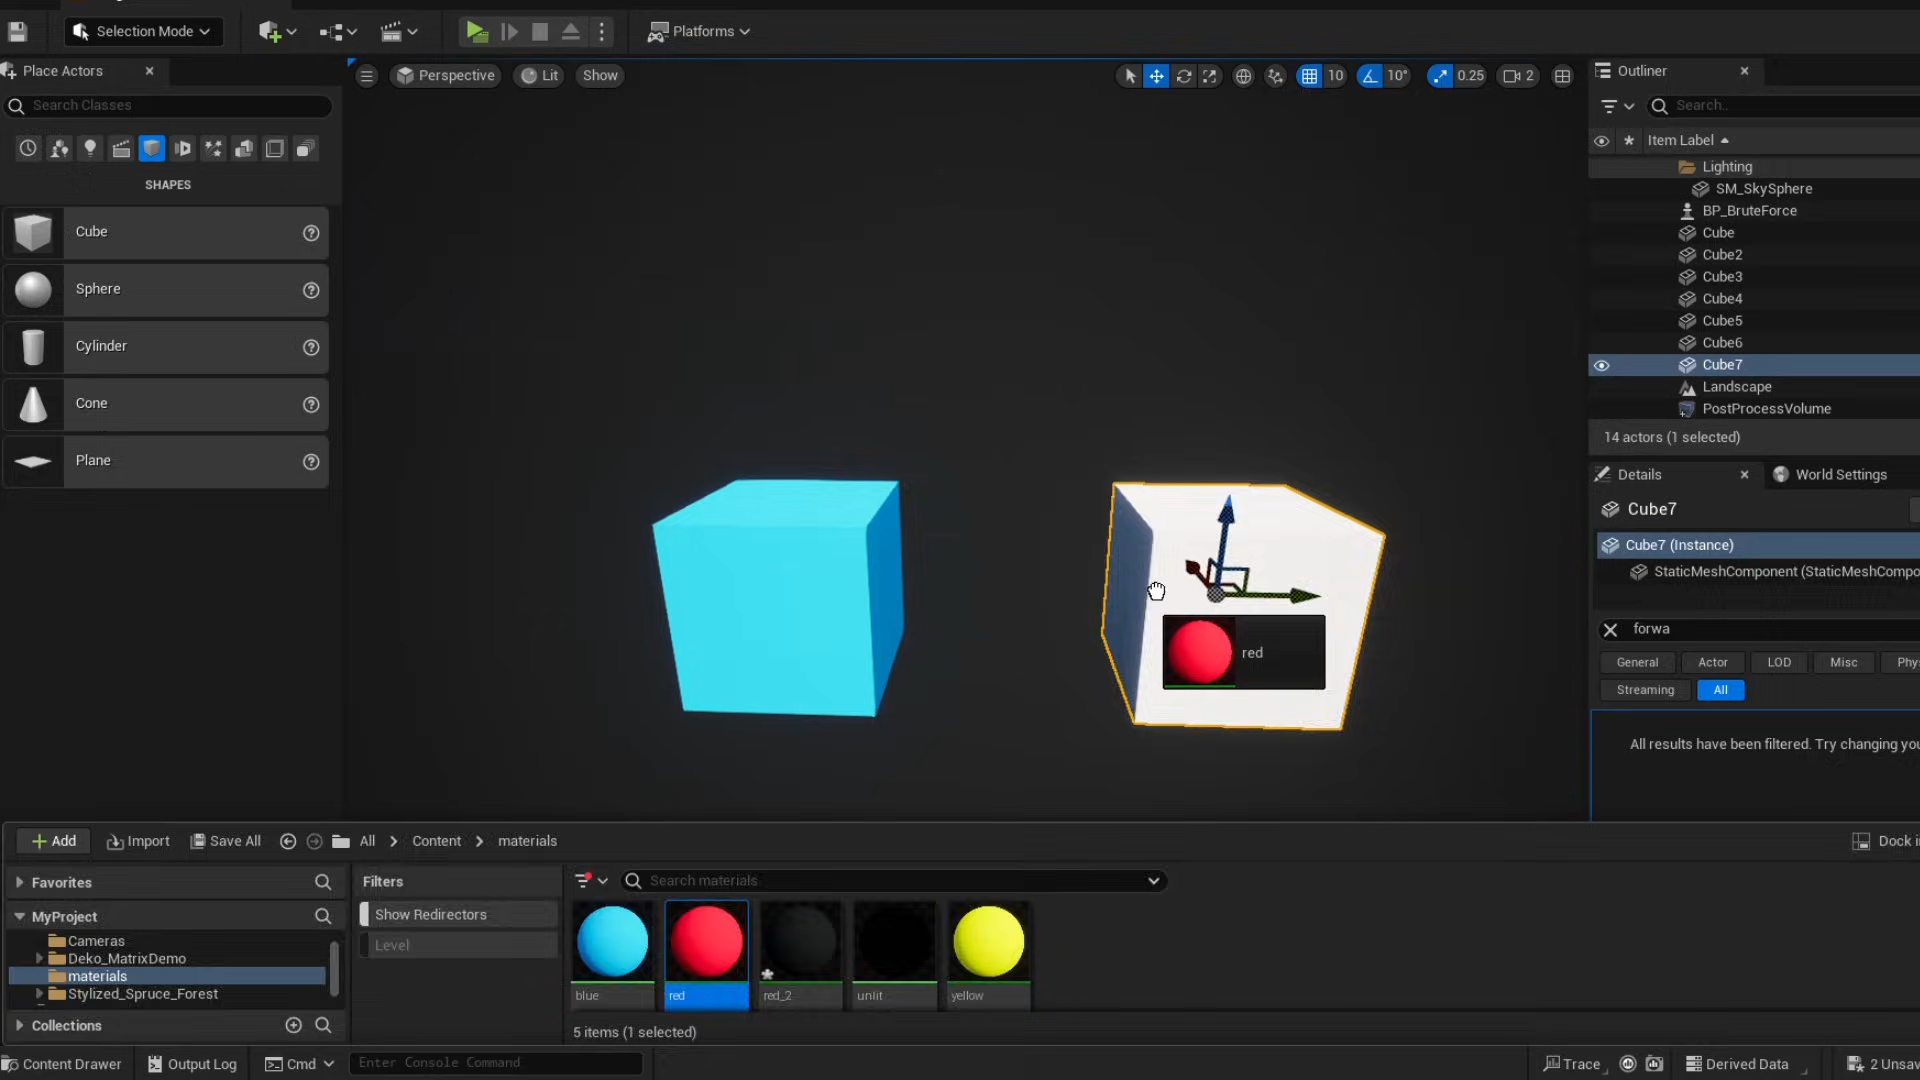 Selection Mode
Platforms
Place Actors
Search Classes
SHAPES
Cube
Sphere
Cylinder
Cone
Plane
Perspective
Lit
Show
10
10°
0.25
2
Outliner
Search..
Item Label
Lighting
SM_SkySphere
BP_BruteForce
Cube
Cube2
Cube3
Cube4
Cube5
Cube6
Cube7
Landscape
PostProcessVolume
14 actors (1 selected)
Details
World Settings
Cube7
Cube7 (Instance)
StaticMeshComponent (StaticMeshCompo
forwa
General
Actor
LOD
Misc
Phy
Streaming
All
All results have been filtered. Try changing you
red
Add
Import
Save All
All
Content
materials
Dock in
Favorites
MyProject
Cameras
Deko_MatrixDemo
materials
Stylized_Spruce_Forest
Collections
Filters
Show Redirectors
Level
Search materials
blue
red
red_2
unlit
yellow
5 items (1 selected)
Content Drawer
Output Log
Cmd
Enter Console Command
Trace
Derived Data
2 Unsav